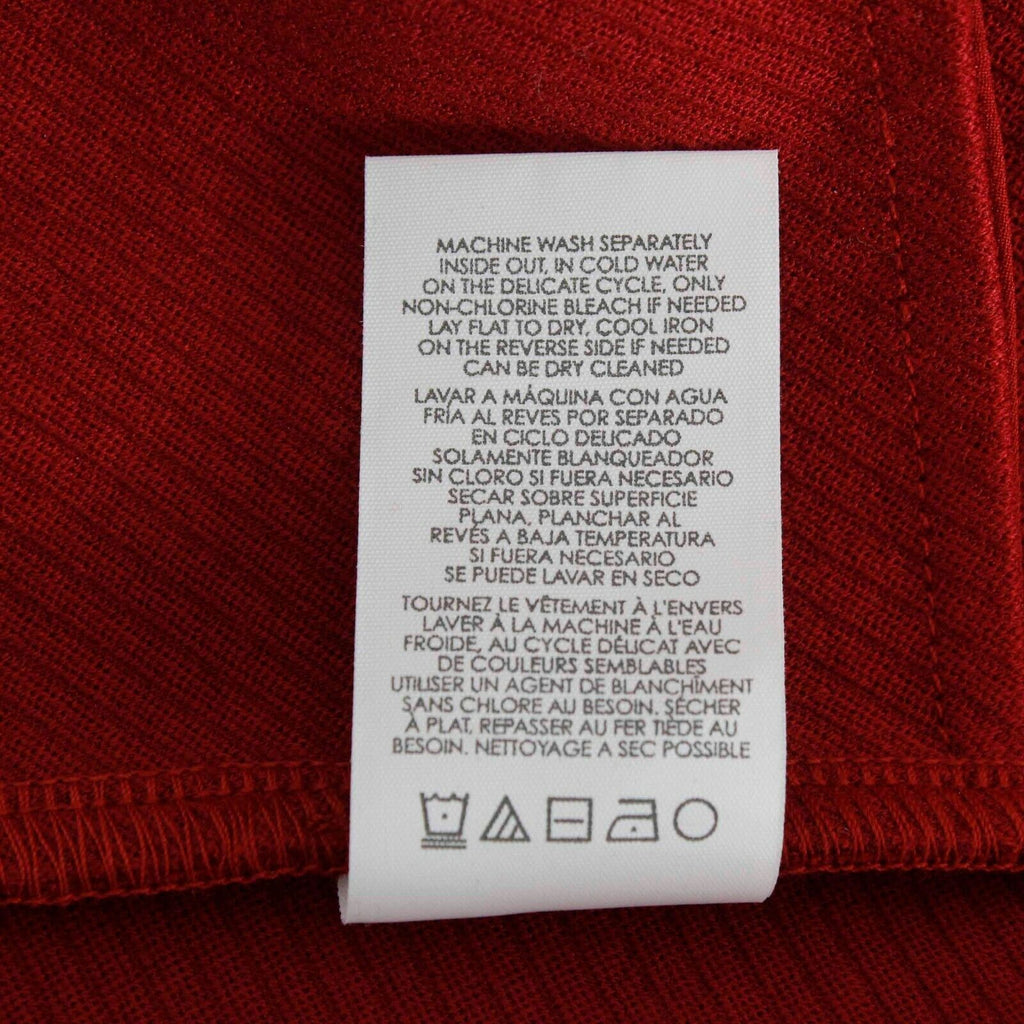 MACHINE WASH SEPARATELY
INSIDE OUT, IN COLD WATER
ON THE DELICATE CYCLE, ONLY
NON-CHLORINE BLEACH IF NEEDED
LAY FLAT TO DRY, COOL IRON
ON THE REVERSE SIDE IF NEEDED
CAN BE DRY CLEANED
LAVAR A MÁQUINA CON AGUA
FRÍA AL REVES POR SEPARADO
EN CICLO DELICADO
SOLAMENTE BLANQUEADOR
SIN CLORO SI FUERA NECESARIO
SECAR SOBRE SUPERFICIE
PLANA, PLANCHAR AL
REVÉS A BAJA TEMPERATURA
SI FUERA NECESARIO
SE PUEDE LAVAR EN SECO
TOURNEZ LE VÊTEMENT À L'ENVERS
LAVER À LA MACHINE À L'EAU
FROIDE, AU CYCLE DÉLICAT AVEC
DE COULEURS SEMBLABLES
UTILISER UN AGENT DE BLANCHIMENT
SANS CHLORE AU BESOIN. SÉCHER
À PLAT, REPASSER AU FER TIÈDE AU
BESOIN. NETTOYAGE A SEC POSSIBLE